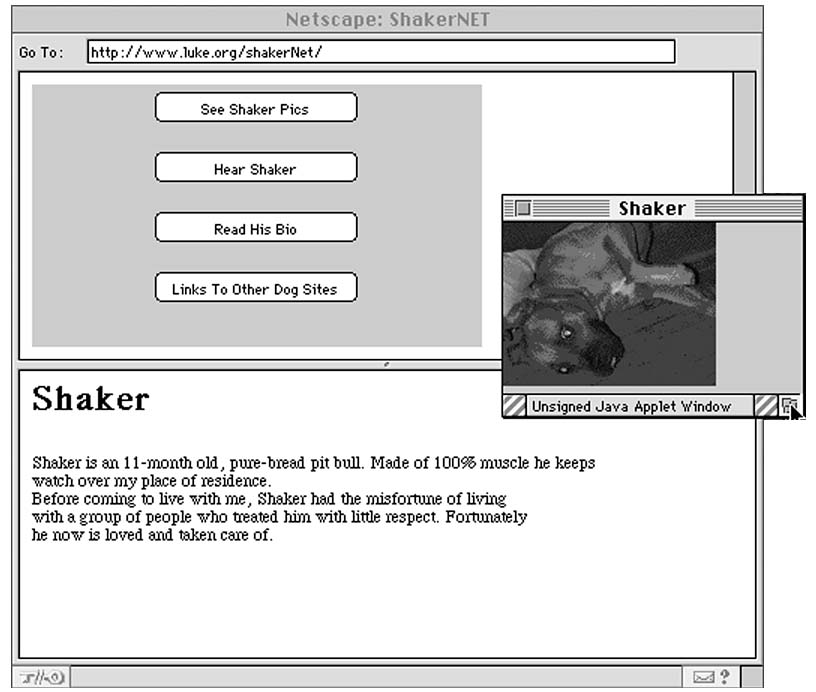 Netscape: ShakerNET
Go To: http://www.luke.org/shakerNet/
See Shaker Pics
Hear Shaker
Read His Bio
Links To Other Dog Sites
Shaker
Unsigned Java Applet Window
Shaker
Shaker is an 11-month old, pure-bread pit bull. Made of 100% muscle he keeps
watch over my place of residence.
Before coming to live with me, Shaker had the misfortune of living
with a group of people who treated him with little respect. Fortunately
he now is loved and taken care of.
?